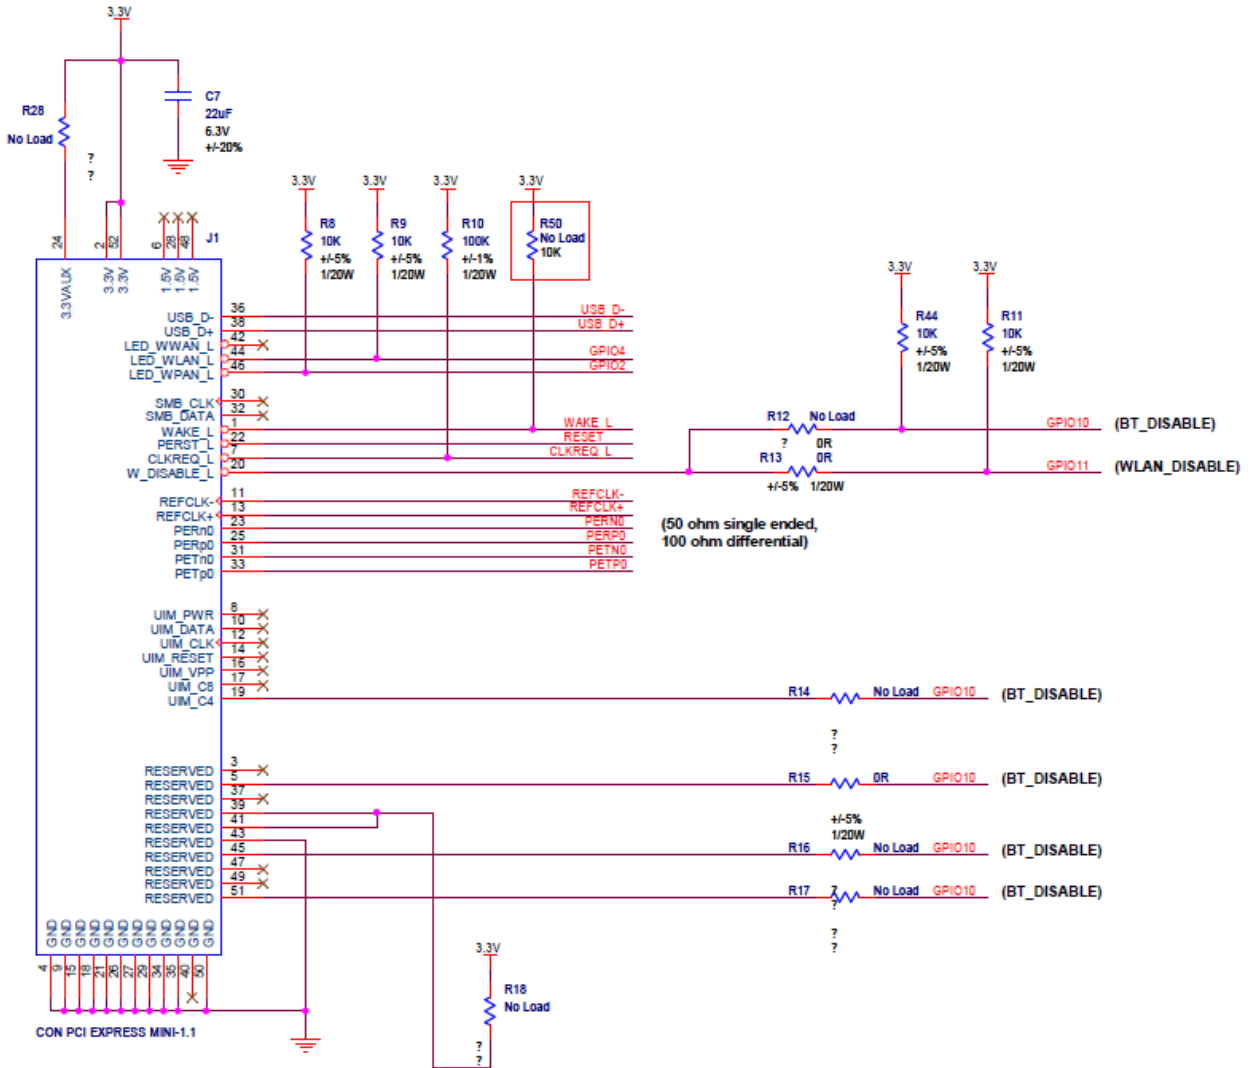 3.3V
R28
No Load
?
?
C7
22uF
6.3V
+/-20%
3.3V
R8
10K
+/-5%
1/20W
3.3V
R9
10K
+/-5%
1/20W
3.3V
R10
100K
+/-1%
1/20W
3.3V
R50
No Load
10K
3.3V
R44
10K
+/-5%
1/20W
3.3V
R11
10K
+/-5%
1/20W
24
2
52
6
28
48
J1
3.3VAUX
3.3V
3.3V
1.5V
1.5V
1.5V
USB_D- 36 USB D-
USB_D+ 38 USB D+
LED_WWAN_L 42
LED_WLAN_L 44 GPIO4
LED_WPAN_L 46 GPIO2
SMB_CLK 30
SMB_DATA 32
WAKE_L 1 WAKE L
PERST_L 22 RESET
CLKREQ_L 7 CLKREQ L
W_DISABLE_L 20
R12 No Load GPIO10 (BT_DISABLE)
? 0R
R13 0R GPIO11 (WLAN_DISABLE)
+/-5% 1/20W
REFCLK- 11 REFCLK-
REFCLK+ 13 REFCLK+
PERn0 23 PERN0
PERp0 25 PERP0
PETn0 31 PETN0
PETp0 33 PETP0
(50 ohm single ended,
100 ohm differential)
UIM_PWR 8
UIM_DATA 10
UIM_CLK 12
UIM_RESET 14
UIM_VPP 16
UIM_C8 17
UIM_C4 19
R14 No Load GPIO10 (BT_DISABLE)
?
?
RESERVED 3
RESERVED 5
RESERVED 37
RESERVED 39
RESERVED 41
RESERVED 43
RESERVED 45
RESERVED 47
RESERVED 49
RESERVED 51
R15 0R GPIO10 (BT_DISABLE)
+/-5%
1/20W
R16 No Load GPIO10 (BT_DISABLE)
?
?
R17 No Load GPIO10 (BT_DISABLE)
?
?
GND GND GND GND GND GND GND GND GND GND GND GND
4 9 15 18 21 26 27 29 34 35 40 50
3.3V
R18
No Load
?
?
CON PCI EXPRESS MINI-1.1